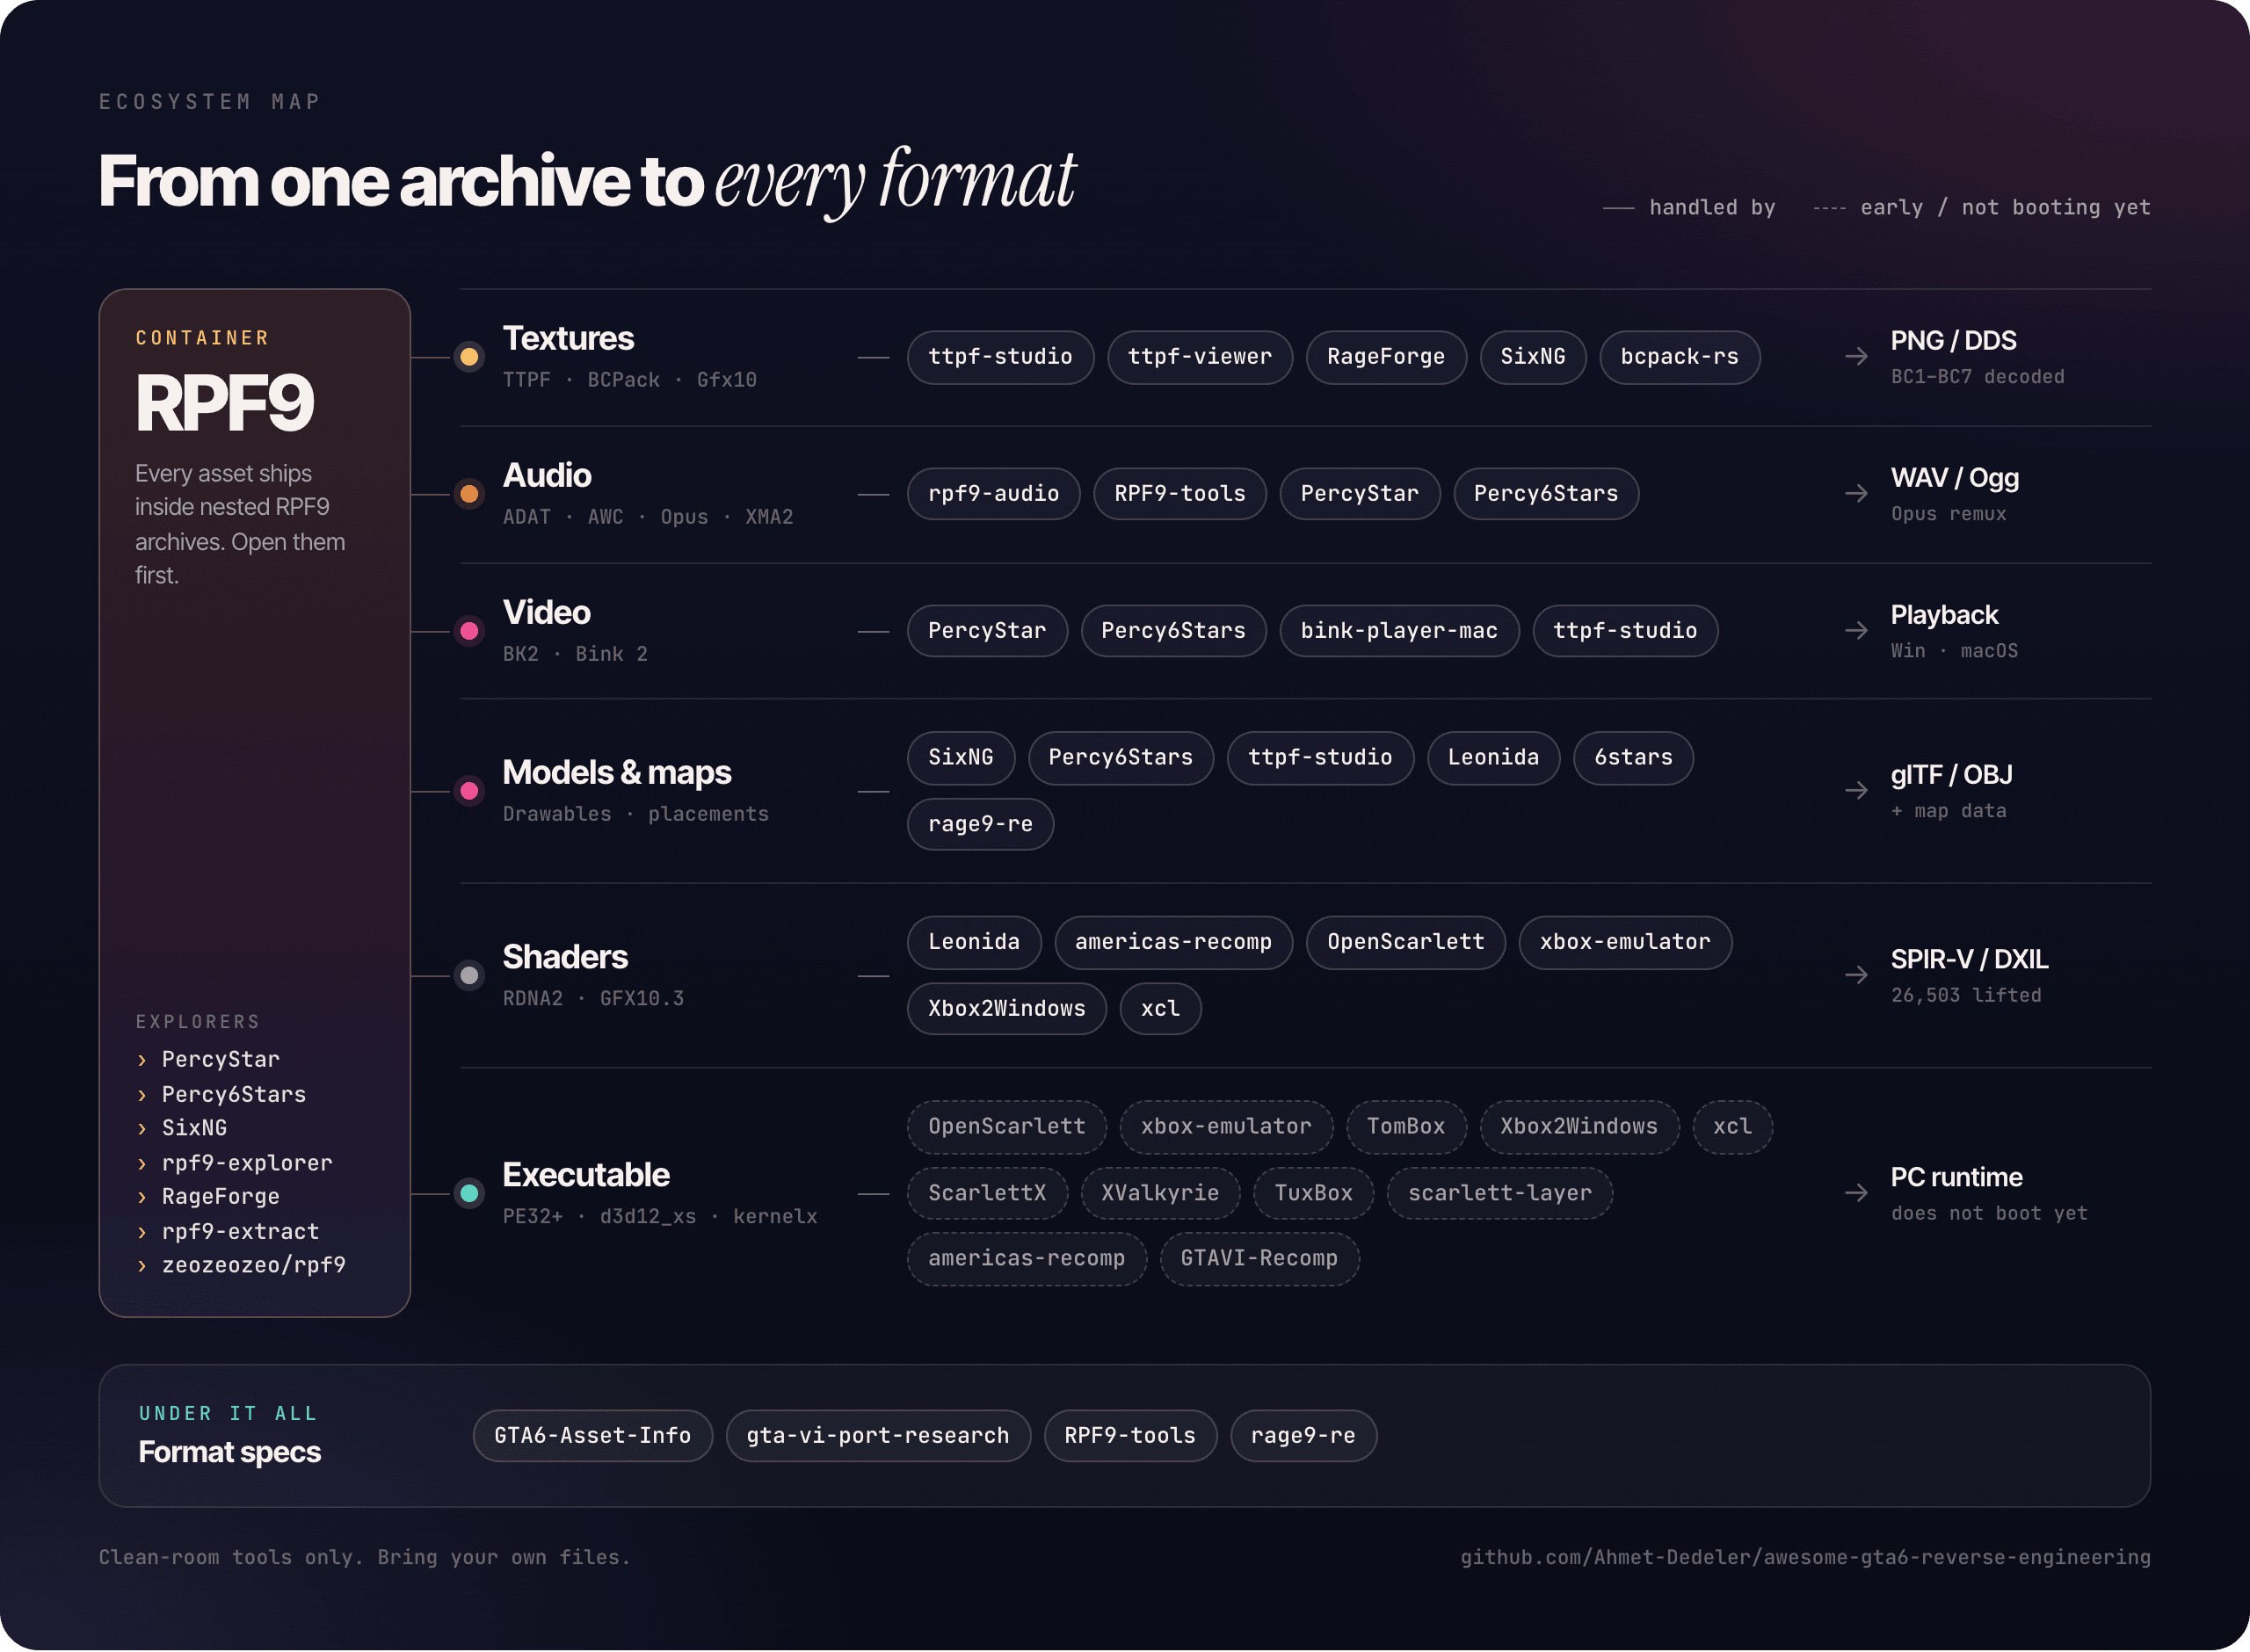 ECOSYSTEM MAP
From one archive to every format
handled by
early / not booting yet
CONTAINER
RPF9
Every asset ships
inside nested RPF9
archives. Open them
first.
EXPLORERS
› PercyStar
› Percy6Stars
› SixNG
› rpf9-explorer
› RageForge
› rpf9-extract
› zeozeozeo/rpf9
Textures
TTPF · BCPack · Gfx10
ttpf-studio ttpf-viewer RageForge SixNG bcpack-rs
→ PNG / DDS
BC1–BC7 decoded
Audio
ADAT · AWC · Opus · XMA2
rpf9-audio RPF9-tools PercyStar Percy6Stars
→ WAV / Ogg
Opus remux
Video
BK2 · Bink 2
PercyStar Percy6Stars bink-player-mac ttpf-studio
→ Playback
Win · macOS
Models & maps
Drawables · placements
SixNG Percy6Stars ttpf-studio Leonida 6stars
rage9-re
→ glTF / OBJ
+ map data
Shaders
RDNA2 · GFX10.3
Leonida americas-recomp OpenScarlett xbox-emulator
Xbox2Windows xcl
→ SPIR-V / DXIL
26,503 lifted
Executable
PE32+ · d3d12_xs · kernelx
OpenScarlett xbox-emulator TomBox Xbox2Windows xcl
ScarlettX XValkyrie TuxBox scarlett-layer
americas-recomp GTAVI-Recomp
→ PC runtime
does not boot yet
UNDER IT ALL
Format specs
GTA6-Asset-Info gta-vi-port-research RPF9-tools rage9-re
Clean-room tools only. Bring your own files.
github.com/Ahmet-Dedeler/awesome-gta6-reverse-engineering